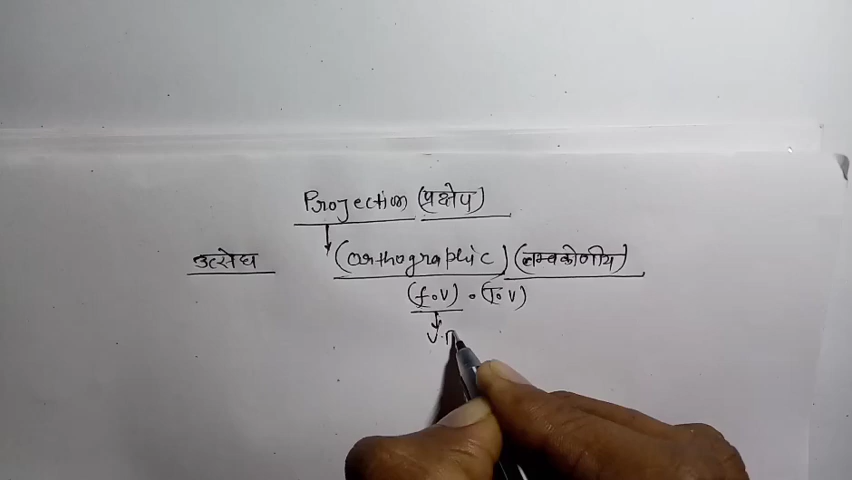 Projection (प्रक्षेप)
उत्सेध (Orthographic) (लम्बकोणीय)
(f.v) . (T.v)
v.